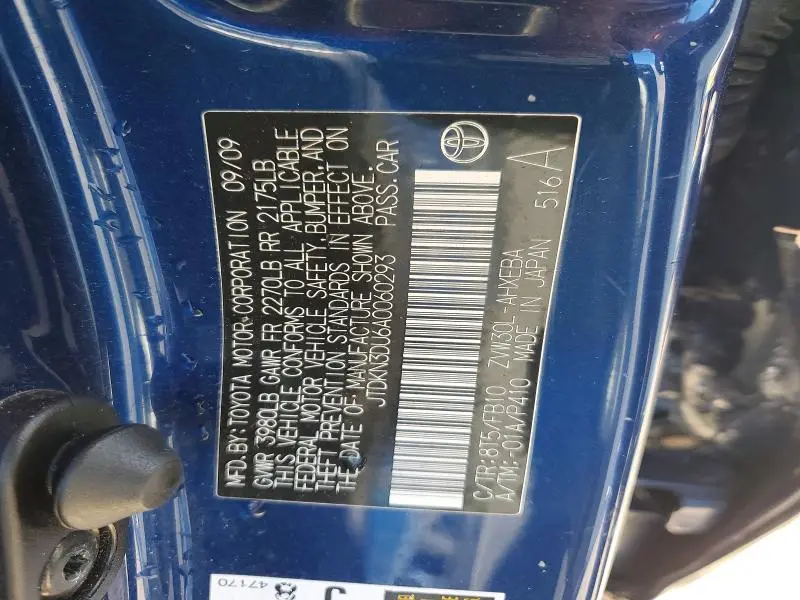 MFD. BY: TOYOTA MOTOR CORPORATION 09/09
GVWR 3980LB GAWR FR 2270LB RR 2175LB
THIS VEHICLE CONFORMS TO ALL APPLICABLE
FEDERAL MOTOR VEHICLE SAFETY, BUMPER, AND
THEFT PREVENTION STANDARDS IN EFFECT ON
THE DATE OF MANUFACTURE SHOWN ABOVE.
JTDKN3DU6A0060293 PASS. CAR
C/TR:8T5/FB10 ZVW30L-AHXEBA
A/TM:-01A/P410 MADE IN JAPAN 516 A
47170